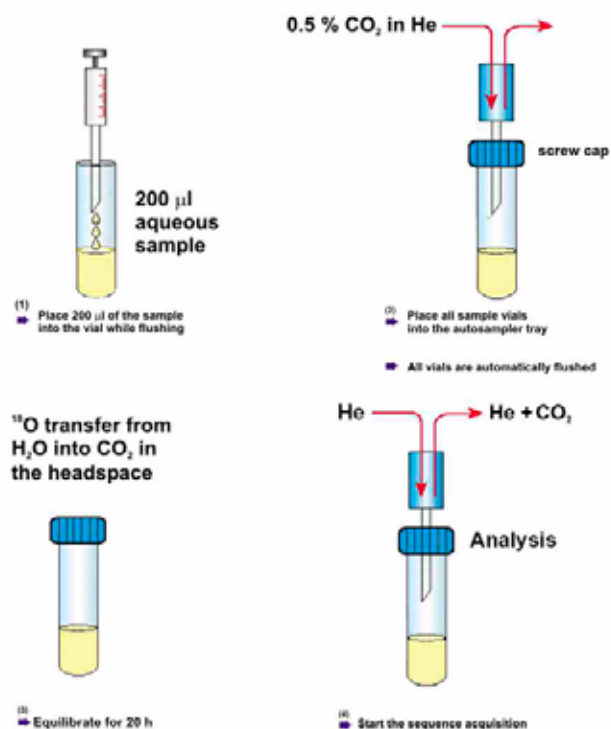 200 µl
aqueous
sample
(1)
Place 200 µl of the sample
into the vial while flushing
0.5 % CO₂ in He
screw cap
(2)
Place all sample vials
into the autosampler tray
All vials are automatically flushed
¹⁸O transfer from
H₂O into CO₂ in
the headspace
(3)
Equilibrate for 20 h
He
He + CO₂
Analysis
(4)
Start the sequence acquisition